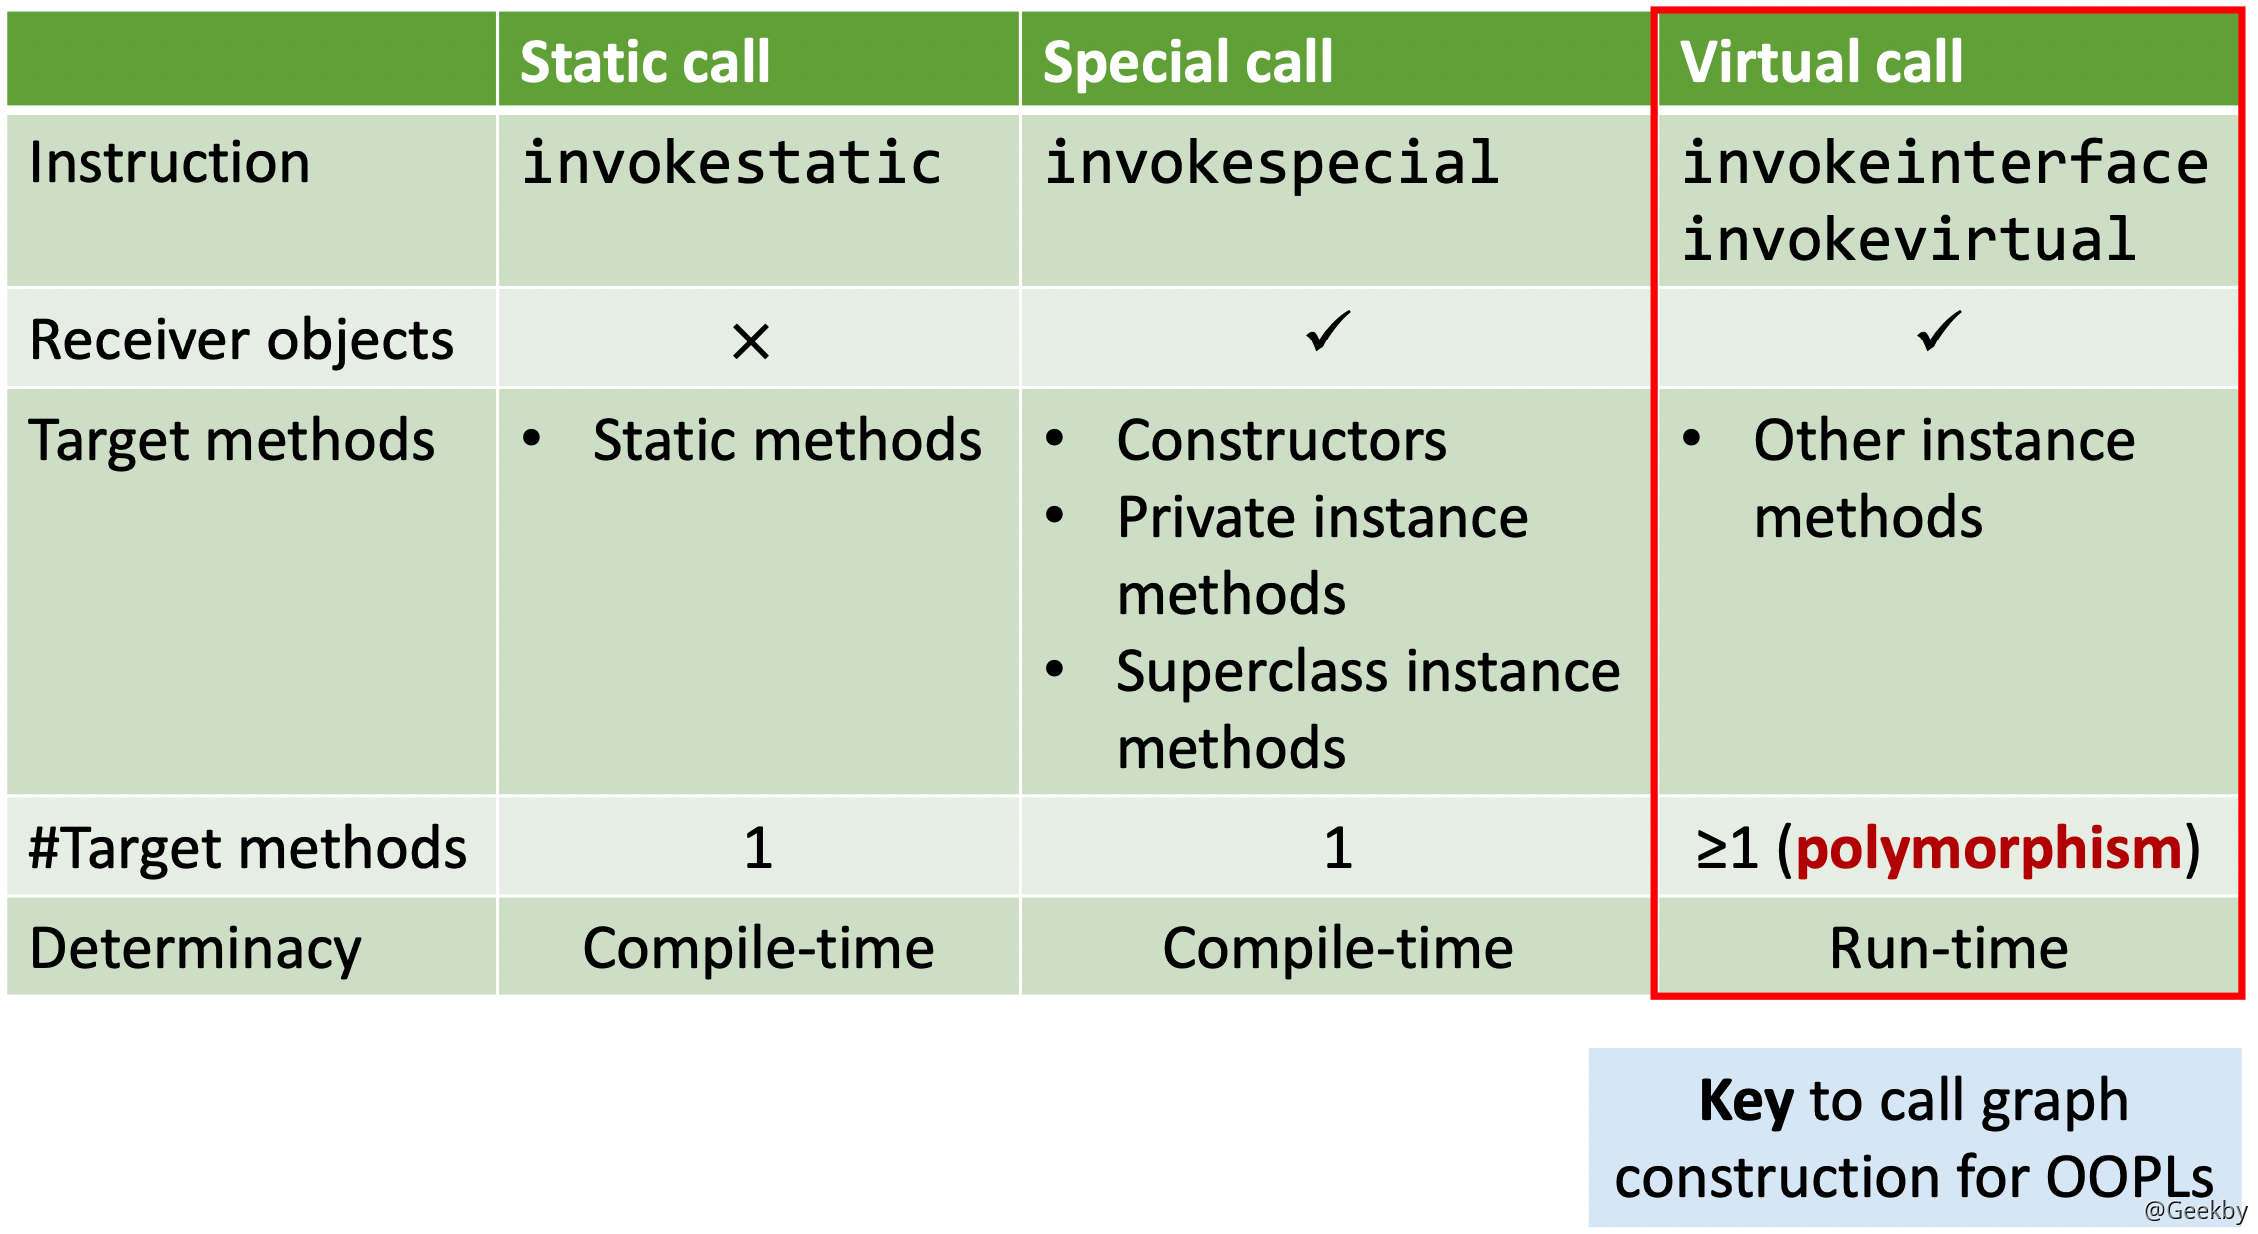 Static call
Special call
Virtual call
Instruction
invokestatic
invokespecial
invokeinterface
invokevirtual
Receiver objects
×
✓
✓
Target methods
• Static methods
• Constructors
• Private instance
methods
• Superclass instance
methods
• Other instance
methods
#Target methods
1
1
≥1 (polymorphism)
Determinacy
Compile-time
Compile-time
Run-time
Key to call graph
construction for OOPLs
@Geekby